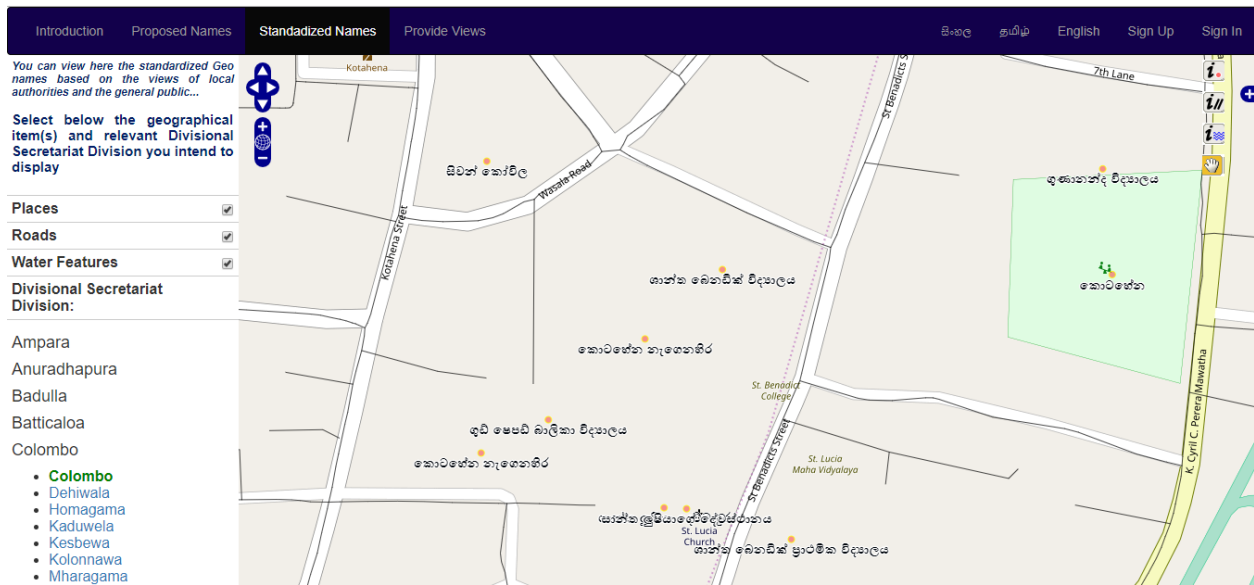 Introduction Proposed Names Standadized Names Provide Views සිංහල தமிழ் English Sign Up Sign In
You can view here the standardized Geo
names based on the views of local
authorities and the general public...
Select below the geographical
item(s) and relevant Divisional
Secretariat Division you intend to
display
Places
Roads
Water Features
Divisional Secretariat
Division:
Ampara
Anuradhapura
Badulla
Batticaloa
Colombo
Colombo
Dehiwala
Homagama
Kaduwela
Kesbewa
Kolonnawa
Mharagama
Kotahena
7th Lane
St Benadicts S
සිවන් කෝවිල
Wasala Road
ගුණානන්ද විද්‍යාලය
Kotahena Street
ශාන්ත බෙනඩික් විද්‍යාලය
කොටහේන
කොටහේන නැගෙනහිර
St. Benadict
College
K. Cyril C. Perera Mawatha
ගුඩ් ෂෙපඩ් බාලිකා විද්‍යාලය
කොටහේන නැගෙනහිර
St Benadicts Street
St. Lucia
Maha Vidyalaya
St. Lucia
Church
ශාන්ත බෙනඩික් ප්‍රාථමික විද්‍යාලය